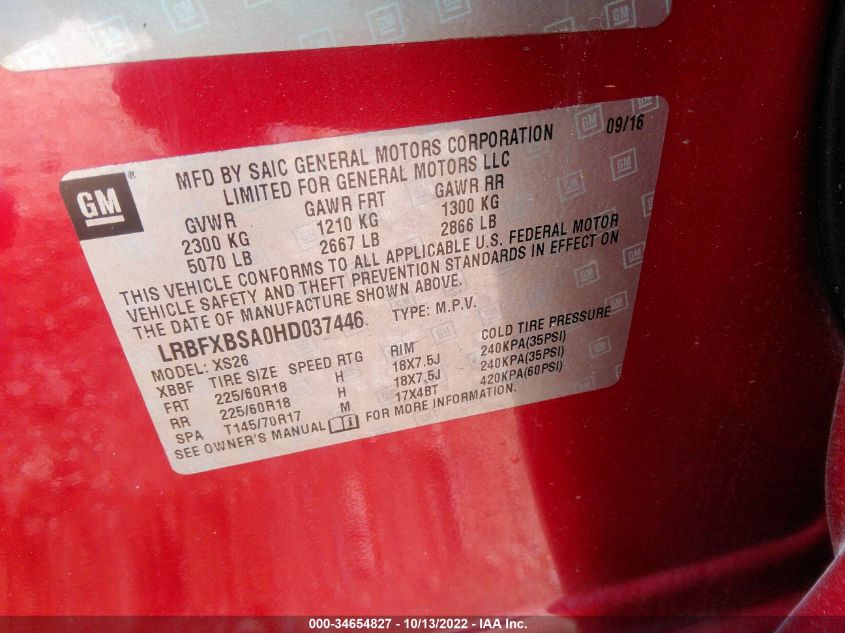 GM
MFD BY SAIC GENERAL MOTORS CORPORATION 09/16
LIMITED FOR GENERAL MOTORS LLC
GVWR GAWR FRT GAWR RR
2300 KG 1210 KG 1300 KG
5070 LB 2667 LB 2866 LB
THIS VEHICLE CONFORMS TO ALL APPLICABLE U.S. FEDERAL MOTOR
VEHICLE SAFETY AND THEFT PREVENTION STANDARDS IN EFFECT ON
THE DATE OF MANUFACTURE SHOWN ABOVE.
LRBFXBSA0HD037446 TYPE: M.P.V.
MODEL: XS26
XBBF TIRE SIZE SPEED RTG RIM COLD TIRE PRESSURE
FRT 225/60R18 H 18X7.5J 240KPA(35PSI)
RR 225/60R18 H 18X7.5J 240KPA(35PSI)
SPA T145/70R17 M 17X4BT 420KPA(60PSI)
SEE OWNER'S MANUAL FOR MORE INFORMATION.
000-34654827 - 10/13/2022 - IAA Inc.